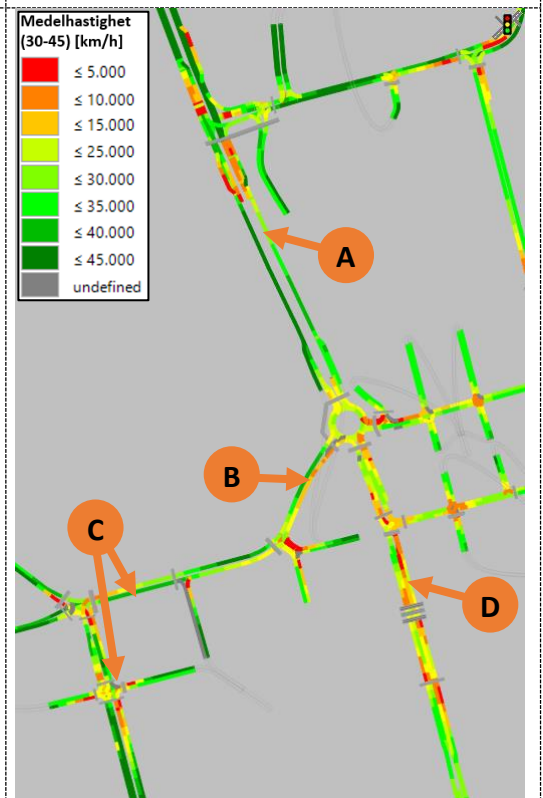 Medelhastighet
(30-45) [km/h]
≤ 5.000
≤ 10.000
≤ 15.000
≤ 25.000
≤ 30.000
≤ 35.000
≤ 40.000
≤ 45.000
undefined
A
B
C
D